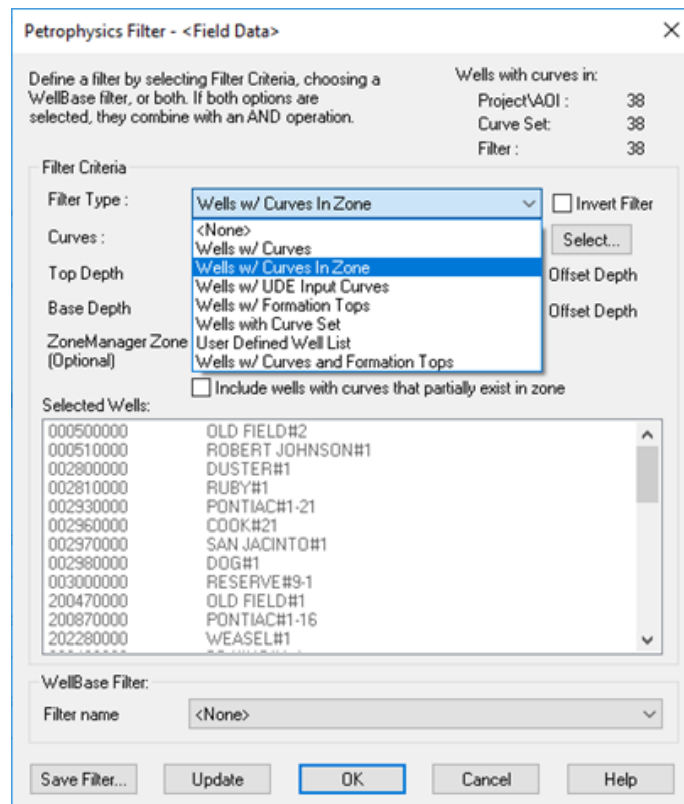 Petrophysics Filter - <Field Data>
Define a filter by selecting Filter Criteria, choosing a
WellBase filter, or both. If both options are
selected, they combine with an AND operation.
Wells with curves in:
Project\AOI : 38
Curve Set: 38
Filter : 38
Filter Criteria
Filter Type : Wells w/ Curves In Zone Invert Filter
<None>
Curves : Wells w/ Curves Select...
Wells w/ Curves In Zone
Top Depth Wells w/ UDE Input Curves Offset Depth
Wells w/ Formation Tops
Base Depth Wells with Curve Set Offset Depth
ZoneManager Zone User Defined Well List
(Optional) Wells w/ Curves and Formation Tops
Include wells with curves that partially exist in zone
Selected Wells:
000500000 OLD FIELD#2
000510000 ROBERT JOHNSON#1
002800000 DUSTER#1
002810000 RUBY#1
002930000 PONTIAC#1-21
002960000 COOK#21
002970000 SAN JACINTO#1
002980000 DOG#1
003000000 RESERVE#9-1
200470000 OLD FIELD#1
200870000 PONTIAC#1-16
202280000 WEASEL#1
WellBase Filter:
Filter name <None>
Save Filter... Update OK Cancel Help